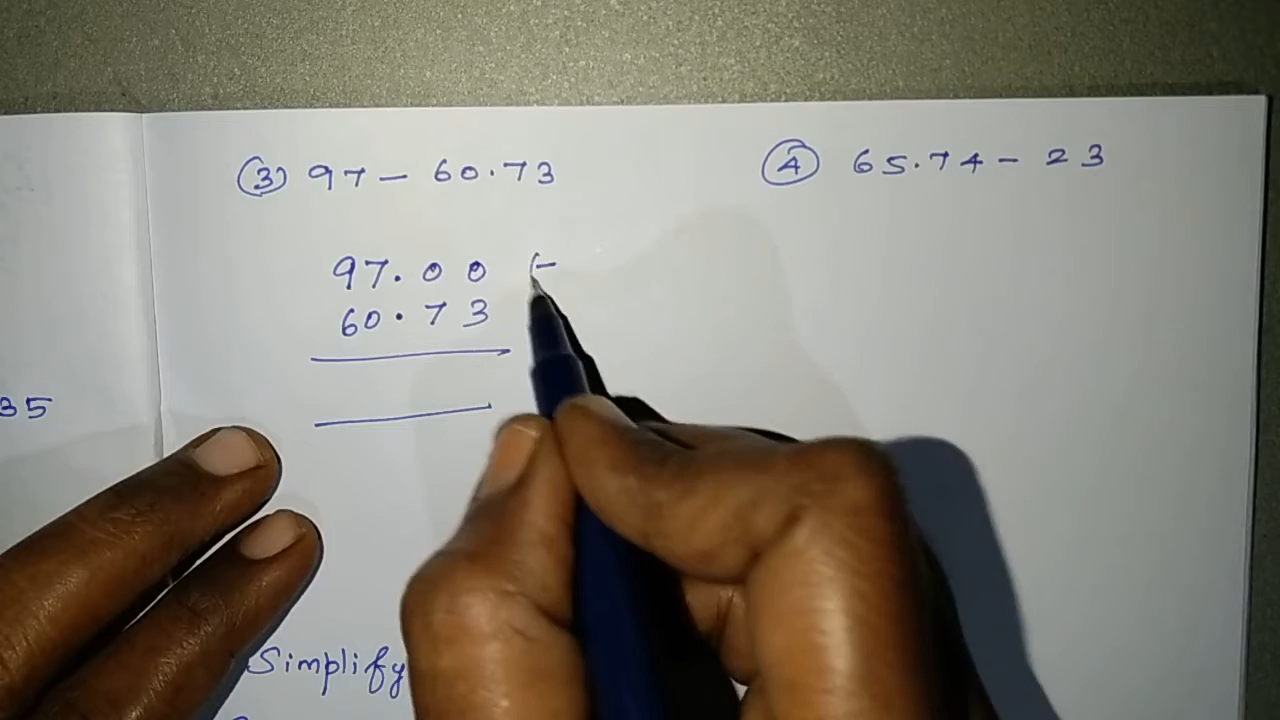 (3) 97 - 60.73
97.00 (-
60.73
(4) 65.74 - 23
35
Simplify